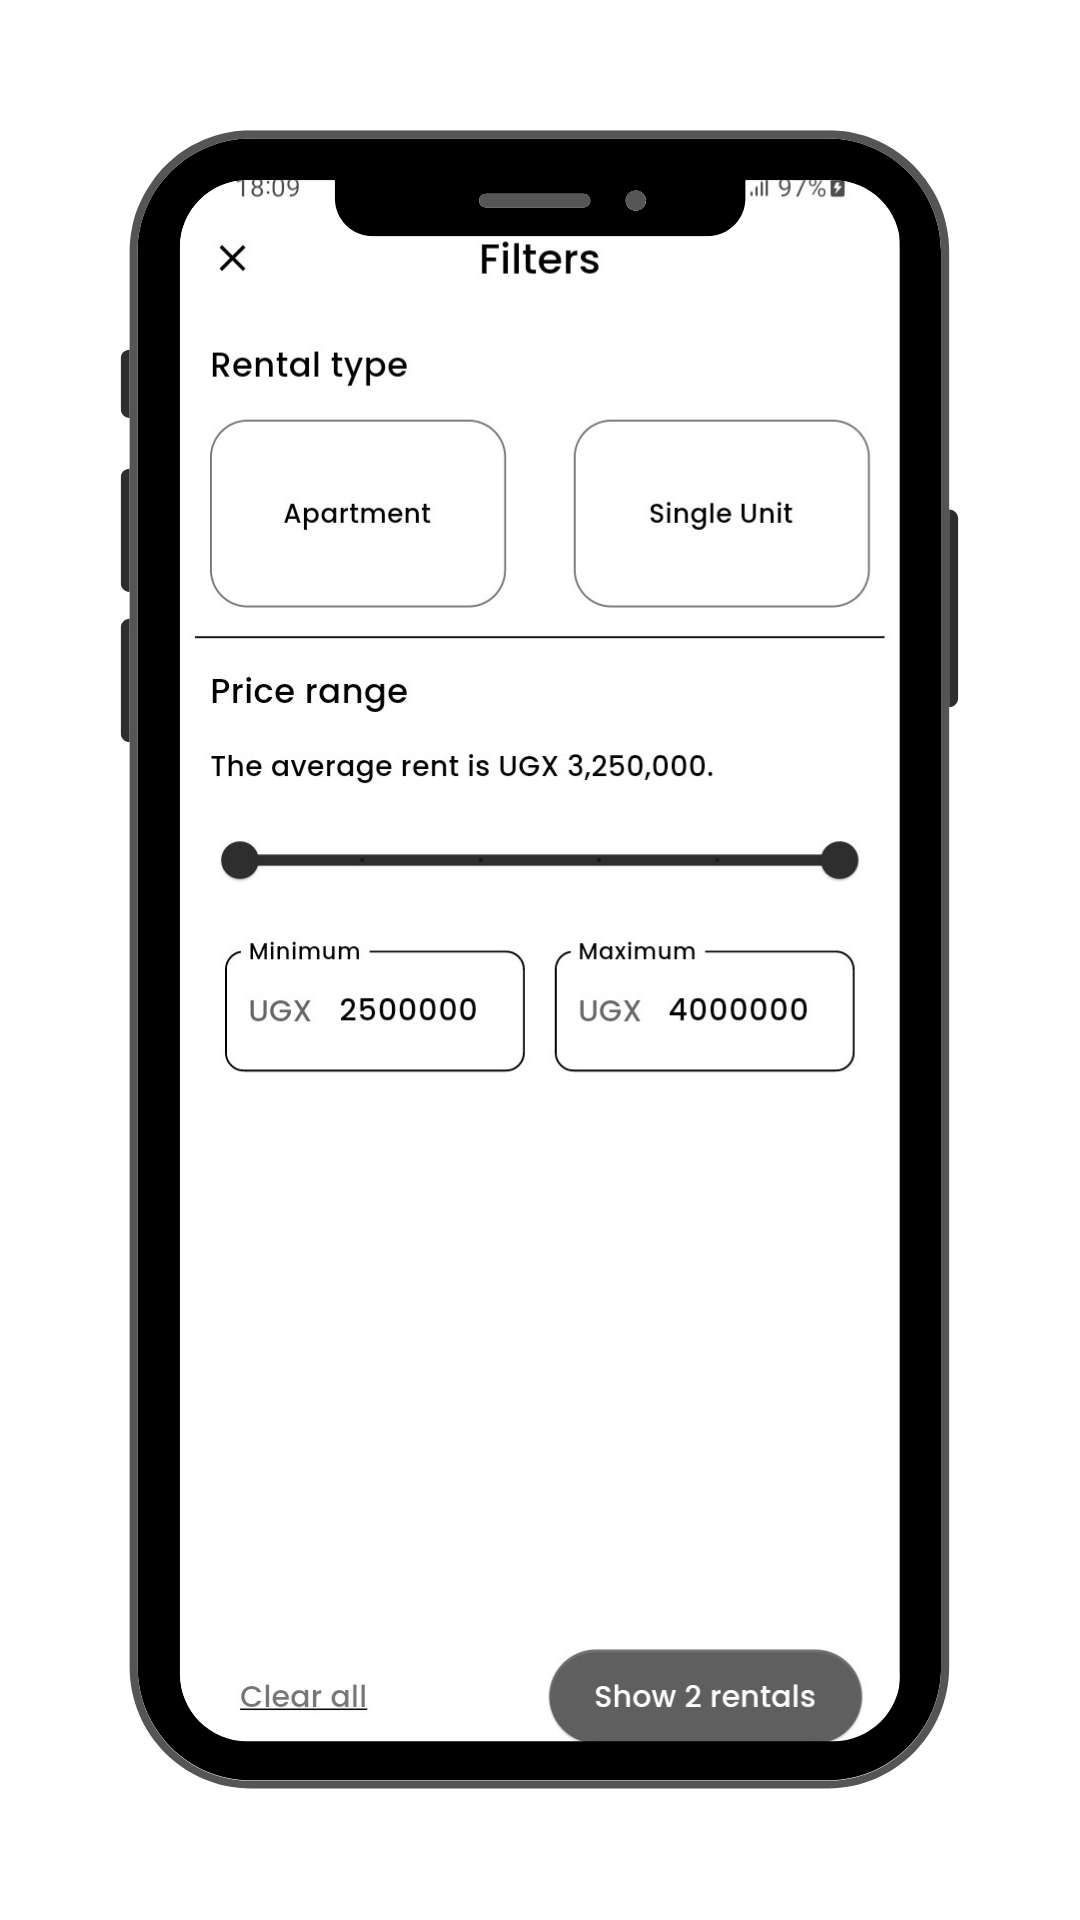 18:09 97%
Filters
Rental type
Apartment Single Unit
Price range
The average rent is UGX 3,250,000.
Minimum Maximum
UGX 2500000 UGX 4000000
Clear all Show 2 rentals